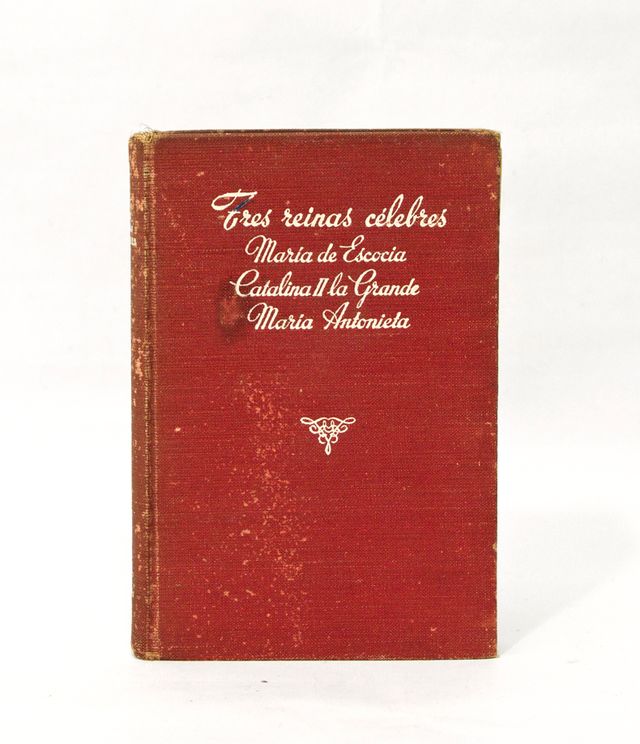 Tres reinas célebres
María de Escocia
Catalina II la Grande
María Antonieta